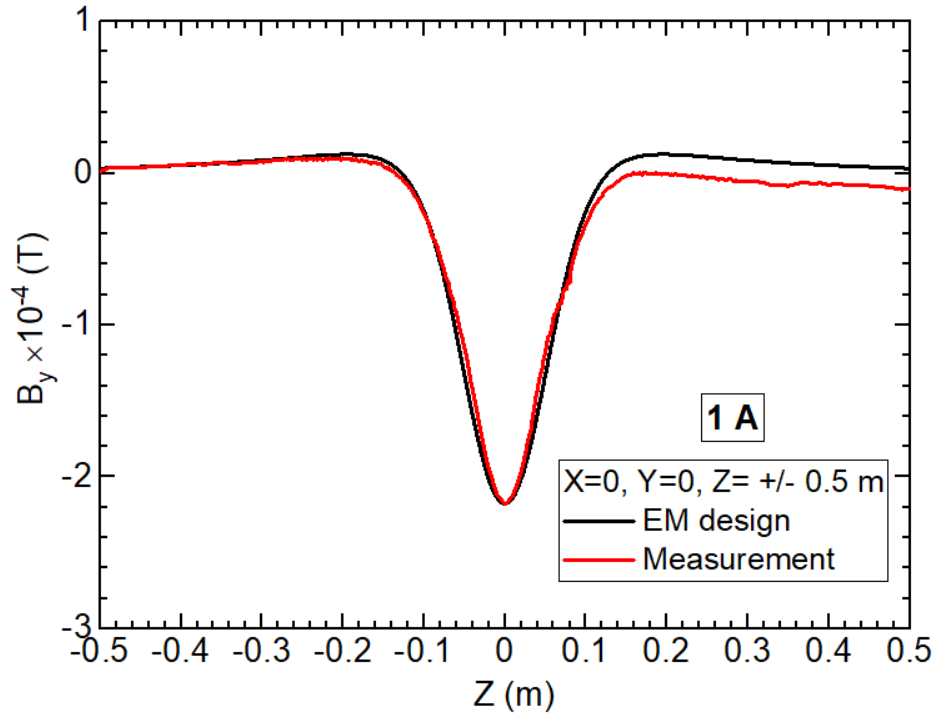 1
0
-1
-2
-3
B_y ×10^-4 (T)
-0.5 -0.4 -0.3 -0.2 -0.1 0 0.1 0.2 0.3 0.4 0.5
Z (m)
1 A
X=0, Y=0, Z= +/- 0.5 m
EM design
Measurement